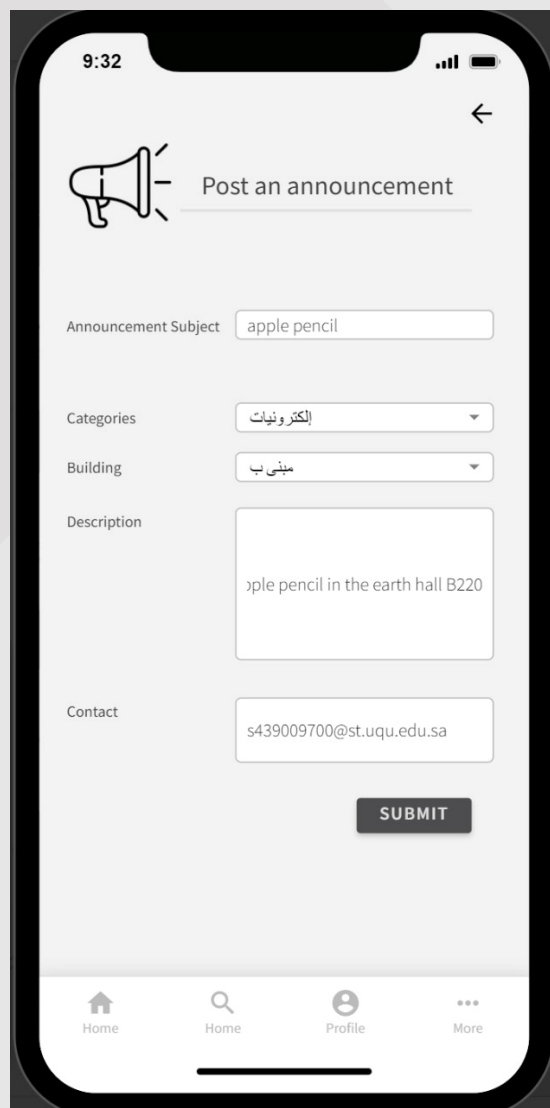 9:32
Post an announcement
Announcement Subject apple pencil
Categories إلكترونيات
Building مبنى ب
Description
pencil in the earth hall B220
Contact
s439009700@st.uqu.edu.sa
SUBMIT
Home Home Profile More